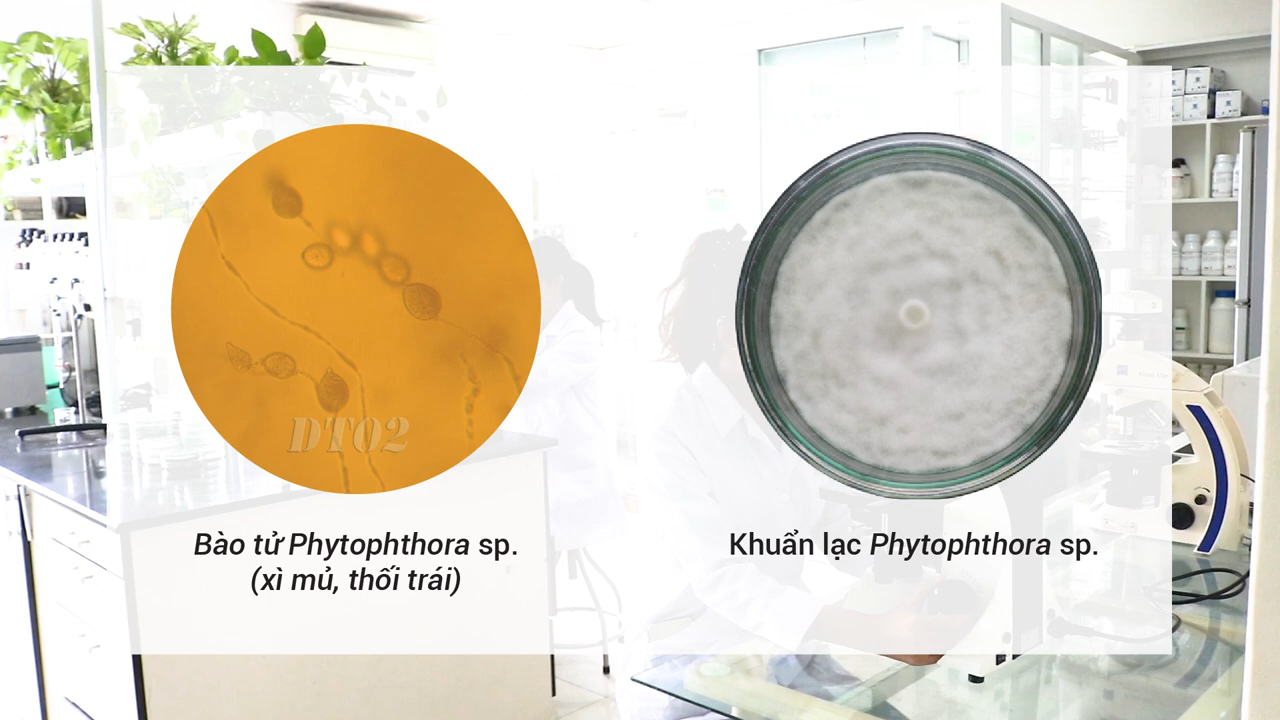 DT02
Bào tử Phytophthora sp.
(xì mủ, thối trái)
Khuẩn lạc Phytophthora sp.